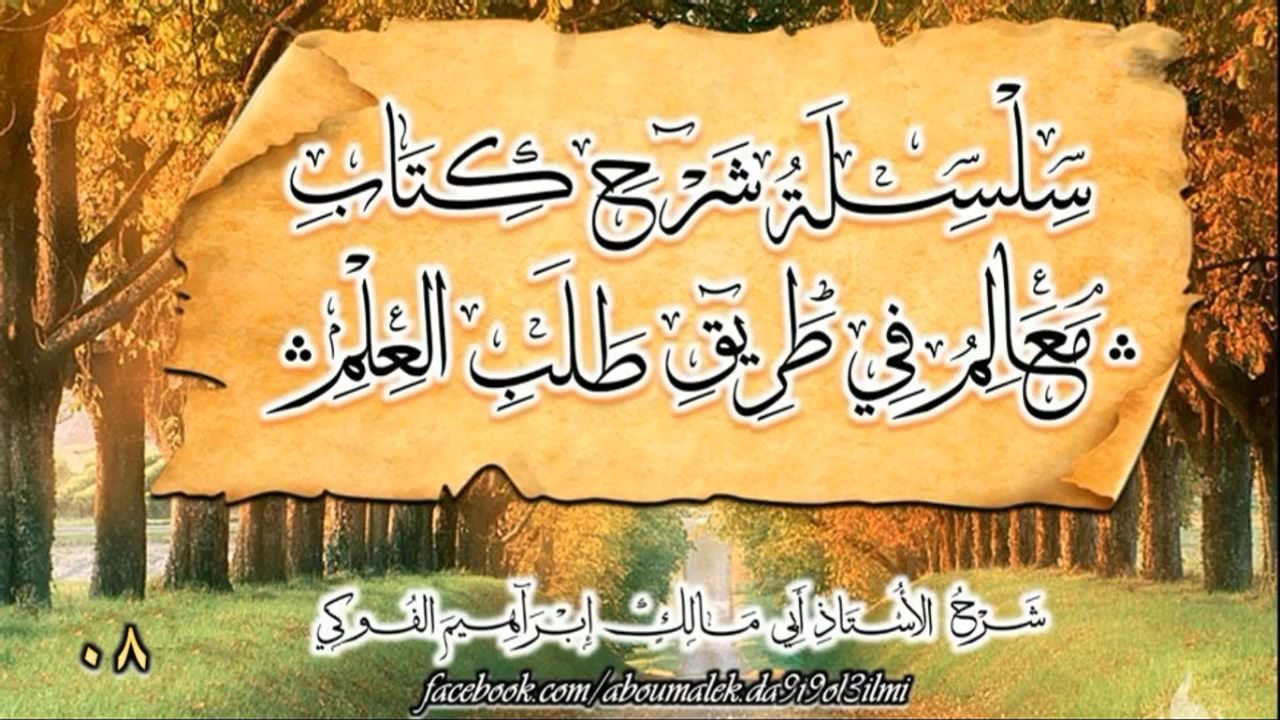 سِلْسِلَةُ شَرْحِ كِتَابِ
مَعَالِمُ فِي طَرِيقِ طَلَبِ العِلْمِ
شَرْحُ الأُسْتَاذِ أَبِي مَالِكٍ إِبْرَاهِيمَ الفُوكِي
٠٨
facebook.com/aboumalek.da9i9ol3ilmi